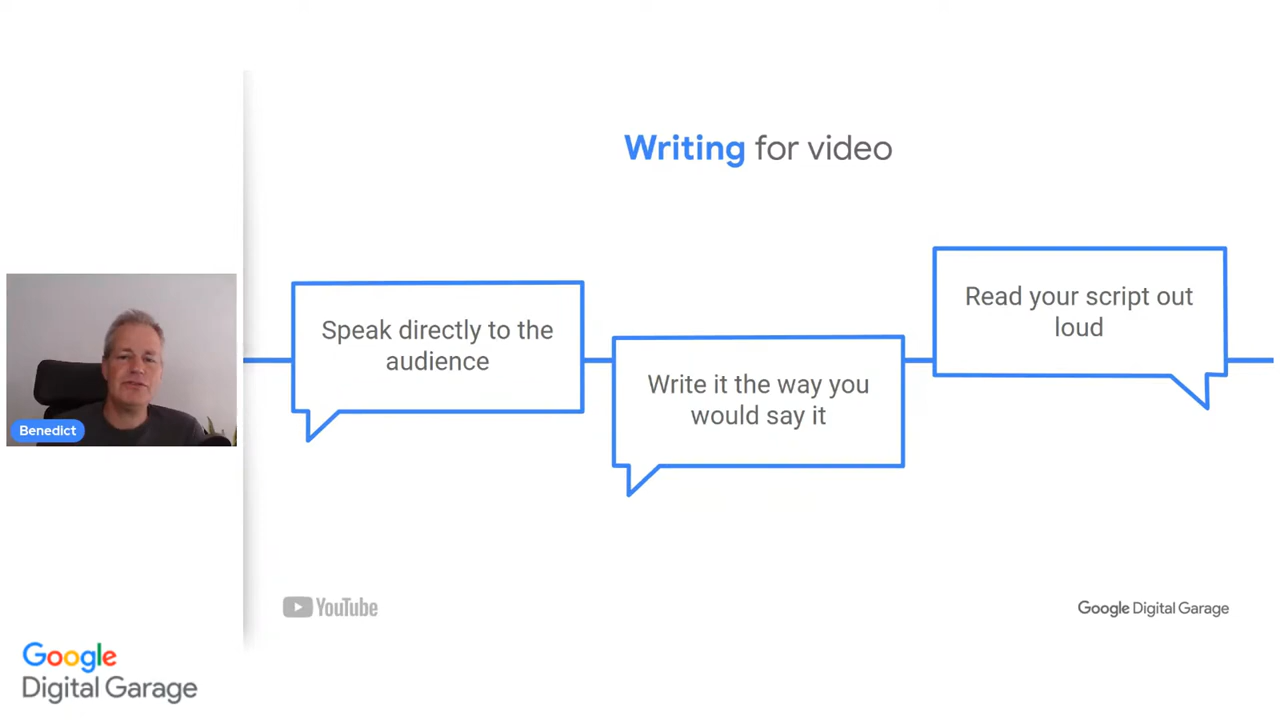 Writing for video
Speak directly to the
audience
Write it the way you
would say it
Read your script out
loud
Benedict
YouTube
Google Digital Garage
Google
Digital Garage